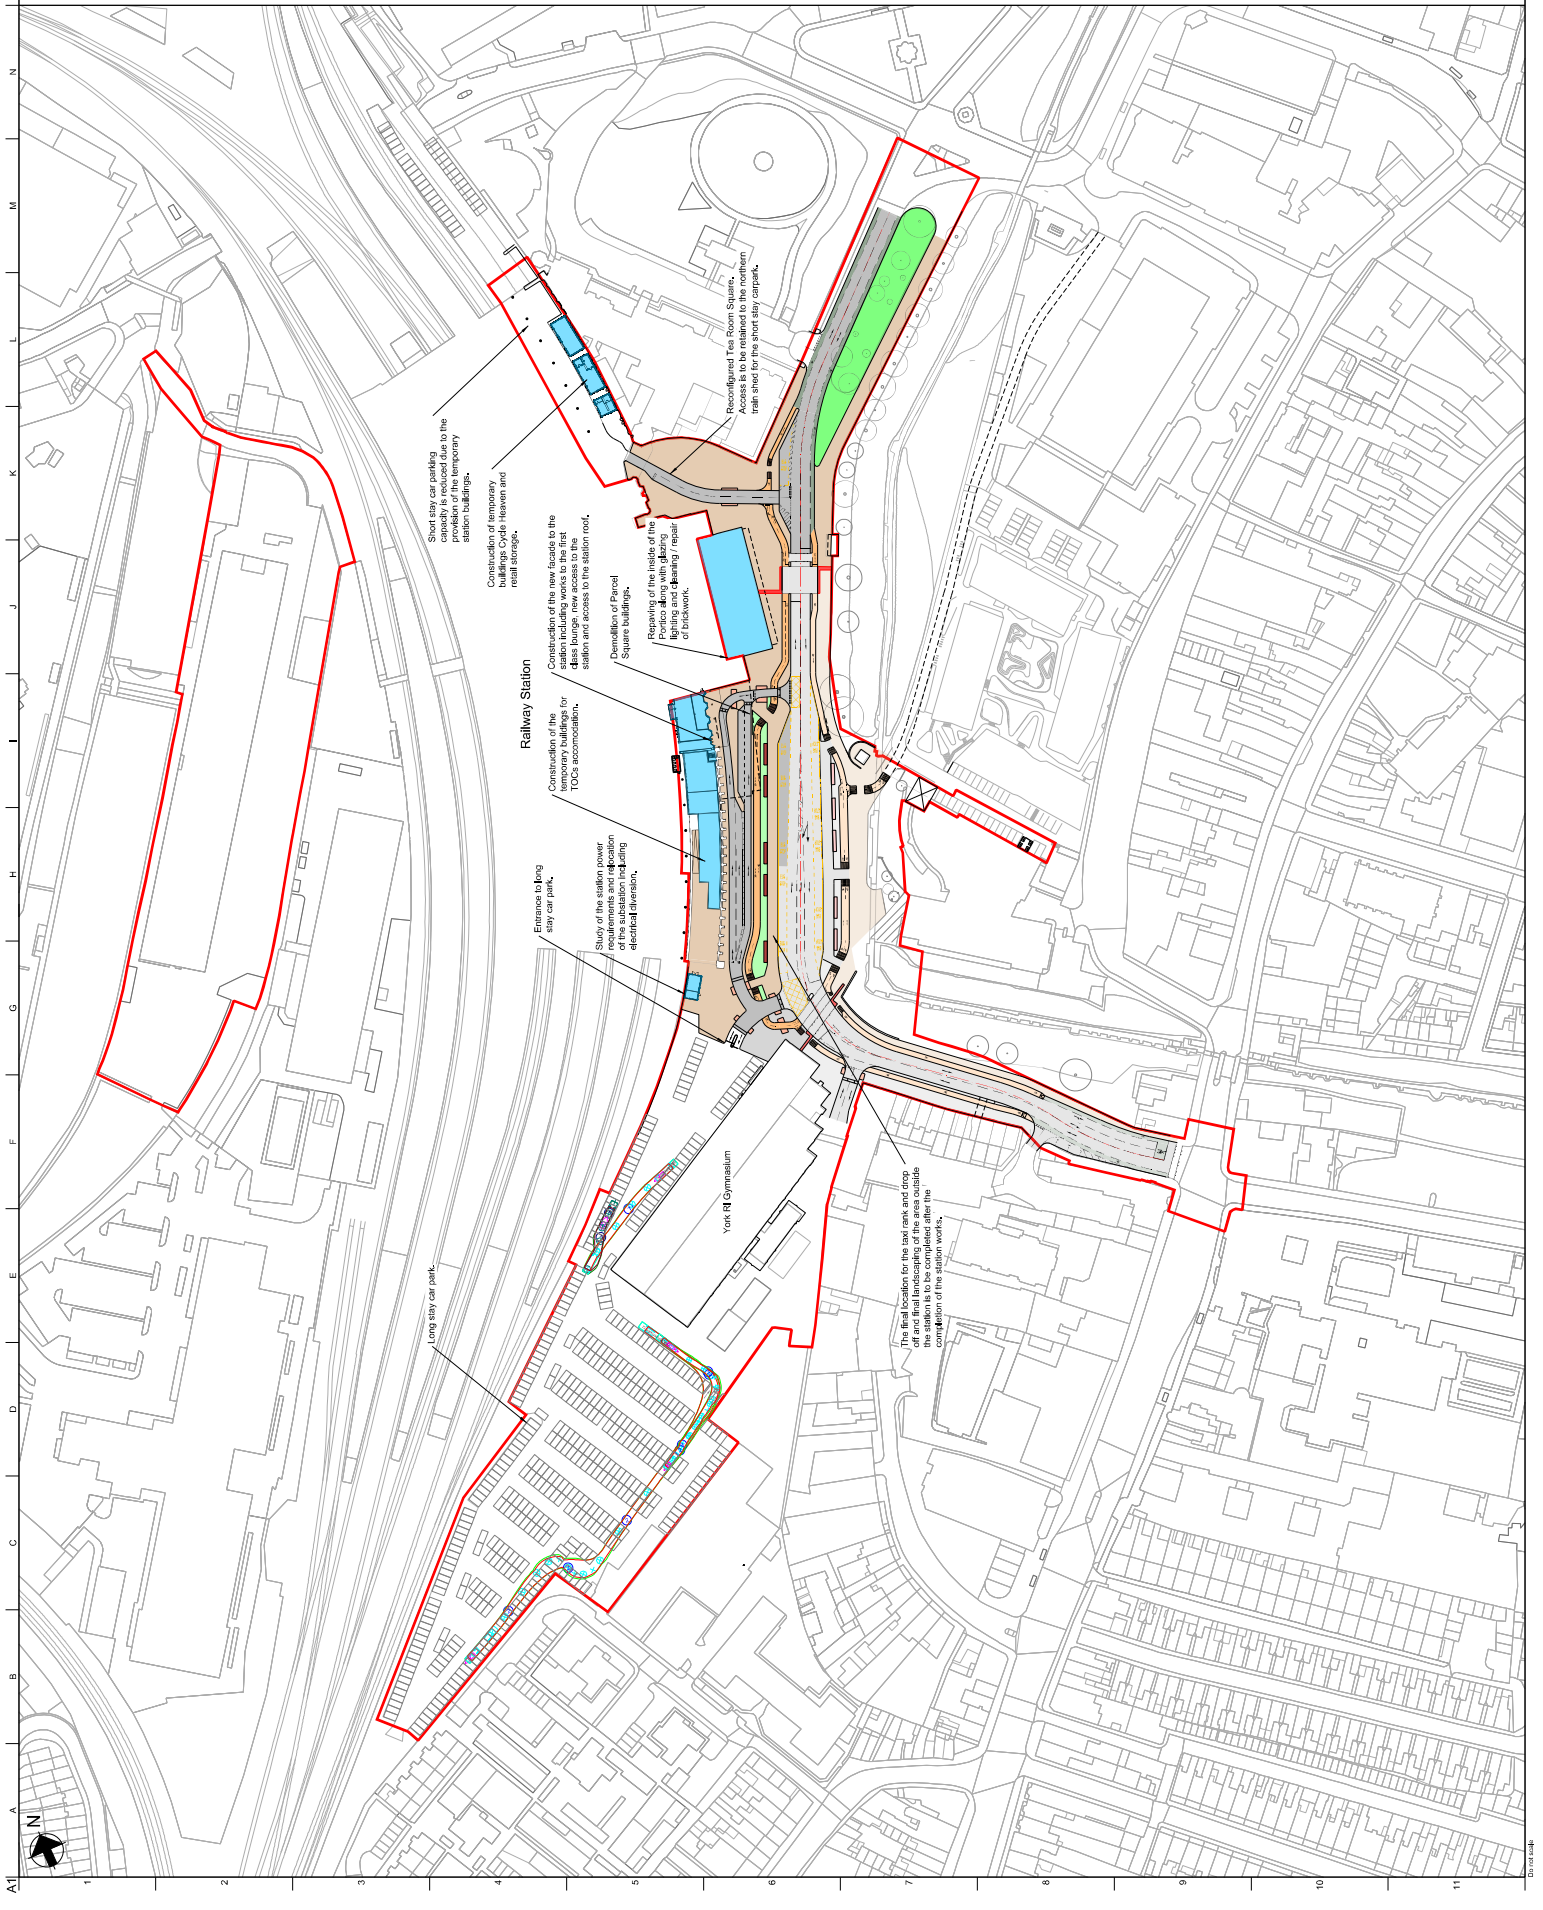 A1
N
A
B
C
D
E
F
G
H
I
J
K
L
M
N
1
2
3
4
5
6
7
8
9
10
11
Short stay car parking
capacity is reduced due to the
provision of the temporary
station buildings.
Construction of temporary
buildings Cycle Heaven and
retail storage.
Reconfigured Tea Room Square.
Access is to be retained to the northern
train shed for the short stay carpark.
Railway Station
Construction of the new facade to the
station including works to the first
class lounge, new access to the
station and access to the station roof.
Demolition of Parcel
Square buildings.
Repaving of the inside of the
Portico along with glazing
lighting and cleaning / repair
of brickwork.
Construction of the
temporary buildings for
TOCs accomodation.
Entrance to long
stay car park.
Study of the station power
requirements and relocation
of the substation including
electrical diversion.
York RI Gymnasium
Long stay car park.
The final location for the taxi rank and drop
off and final landscaping of the area outside
the station is to be completed after the
completion of the station works.
Do not scale